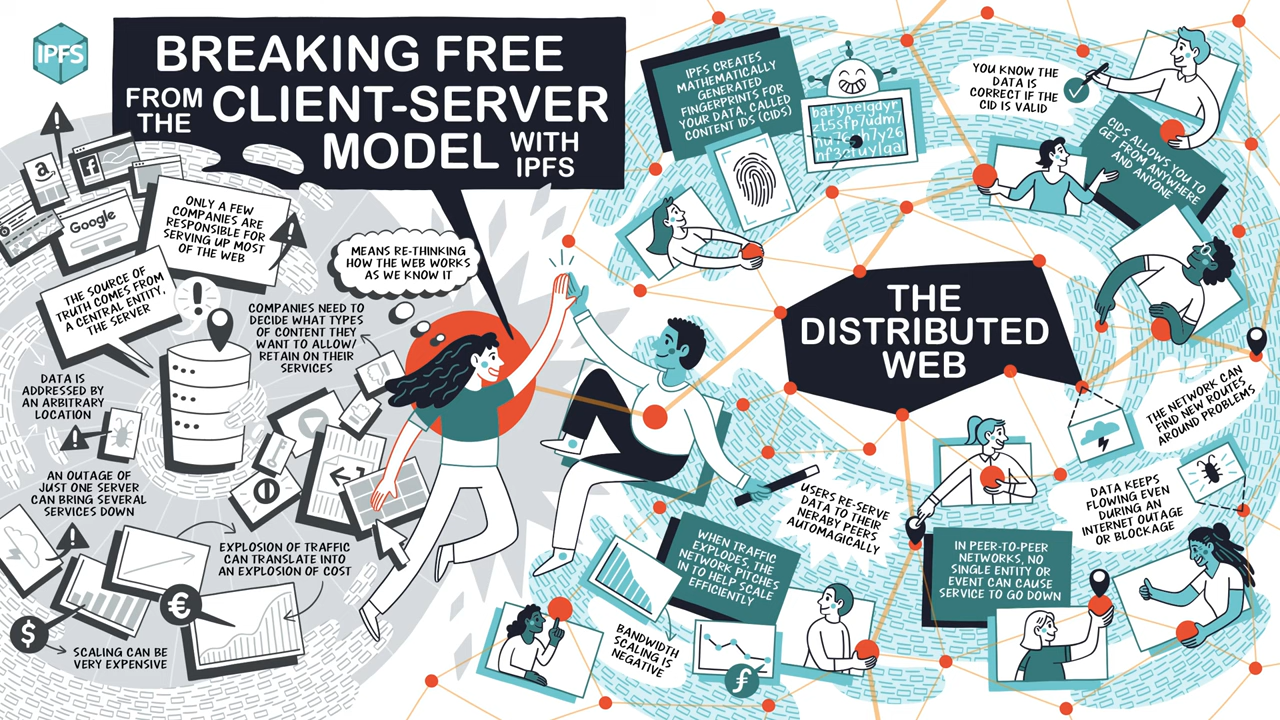 IPFS
BREAKING FREE
FROM THE CLIENT-SERVER
MODEL WITH IPFS
a
f
Google
ONLY A FEW
COMPANIES ARE
RESPONSIBLE FOR
SERVING UP MOST
OF THE WEB
THE SOURCE OF
TRUTH COMES FROM
A CENTRAL ENTITY,
THE SERVER
COMPANIES NEED TO
DECIDE WHAT TYPES
OF CONTENT THEY
WANT TO ALLOW/
RETAIN ON THEIR
SERVICES
DATA IS
ADDRESSED BY
AN ARBITRARY
LOCATION
AN OUTAGE OF
JUST ONE SERVER
CAN BRING SEVERAL
SERVICES DOWN
EXPLOSION OF TRAFFIC
CAN TRANSLATE INTO
AN EXPLOSION OF COST
€
$
SCALING CAN BE
VERY EXPENSIVE
MEANS RE-THINKING
HOW THE WEB WORKS
AS WE KNOW IT
IPFS CREATES
MATHEMATICALLY
GENERATED
FINGERPRINTS FOR
YOUR DATA, CALLED
CONTENT IDS (CIDS)
bafybeiqdyr
zt5sfp7udm7
YOU KNOW THE
DATA IS
CORRECT IF THE
CID IS VALID
CIDS ALLOWS YOU TO
GET FROM ANYWHERE
AND
ANYONE
THE
DISTRIBUTED
WEB
THE NETWORK CAN
FIND NEW ROUTES
AROUND PROBLEMS
DATA KEEPS
FLOWING EVEN
DURING AN
INTERNET OUTAGE
OR BLOCKAGE
USERS RE-SERVE
DATA TO THEIR
NERABY PEERS
AUTOMAGICALLY
IN PEER-TO-PEER
NETWORKS, NO
SINGLE ENTITY OR
EVENT CAN CAUSE
SERVICE TO GO DOWN
WHEN TRAFFIC
EXPLODES, THE
NETWORK PITCHES
IN TO HELP SCALE
EFFICIENTLY
BANDWIDTH
SCALING IS
NEGATIVE